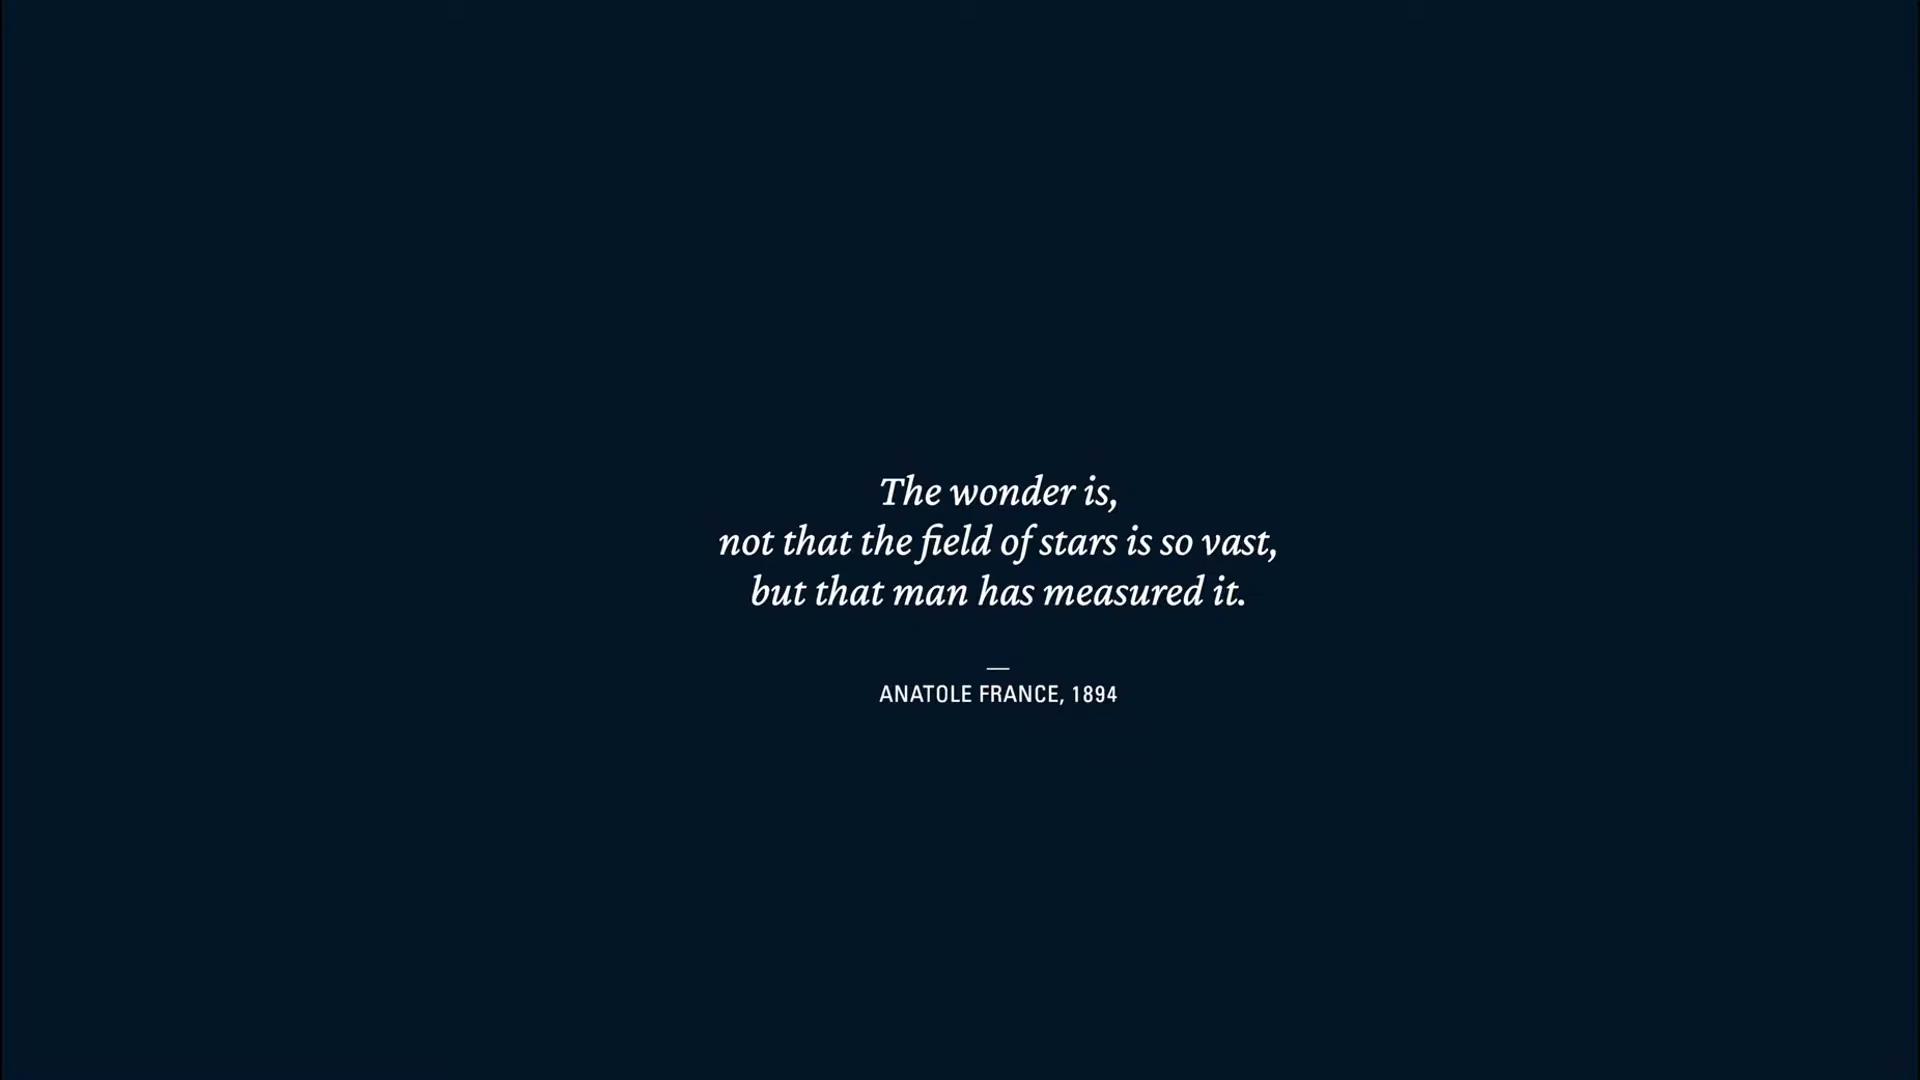 The wonder is,
not that the field of stars is so vast,
but that man has measured it.
—
ANATOLE FRANCE, 1894